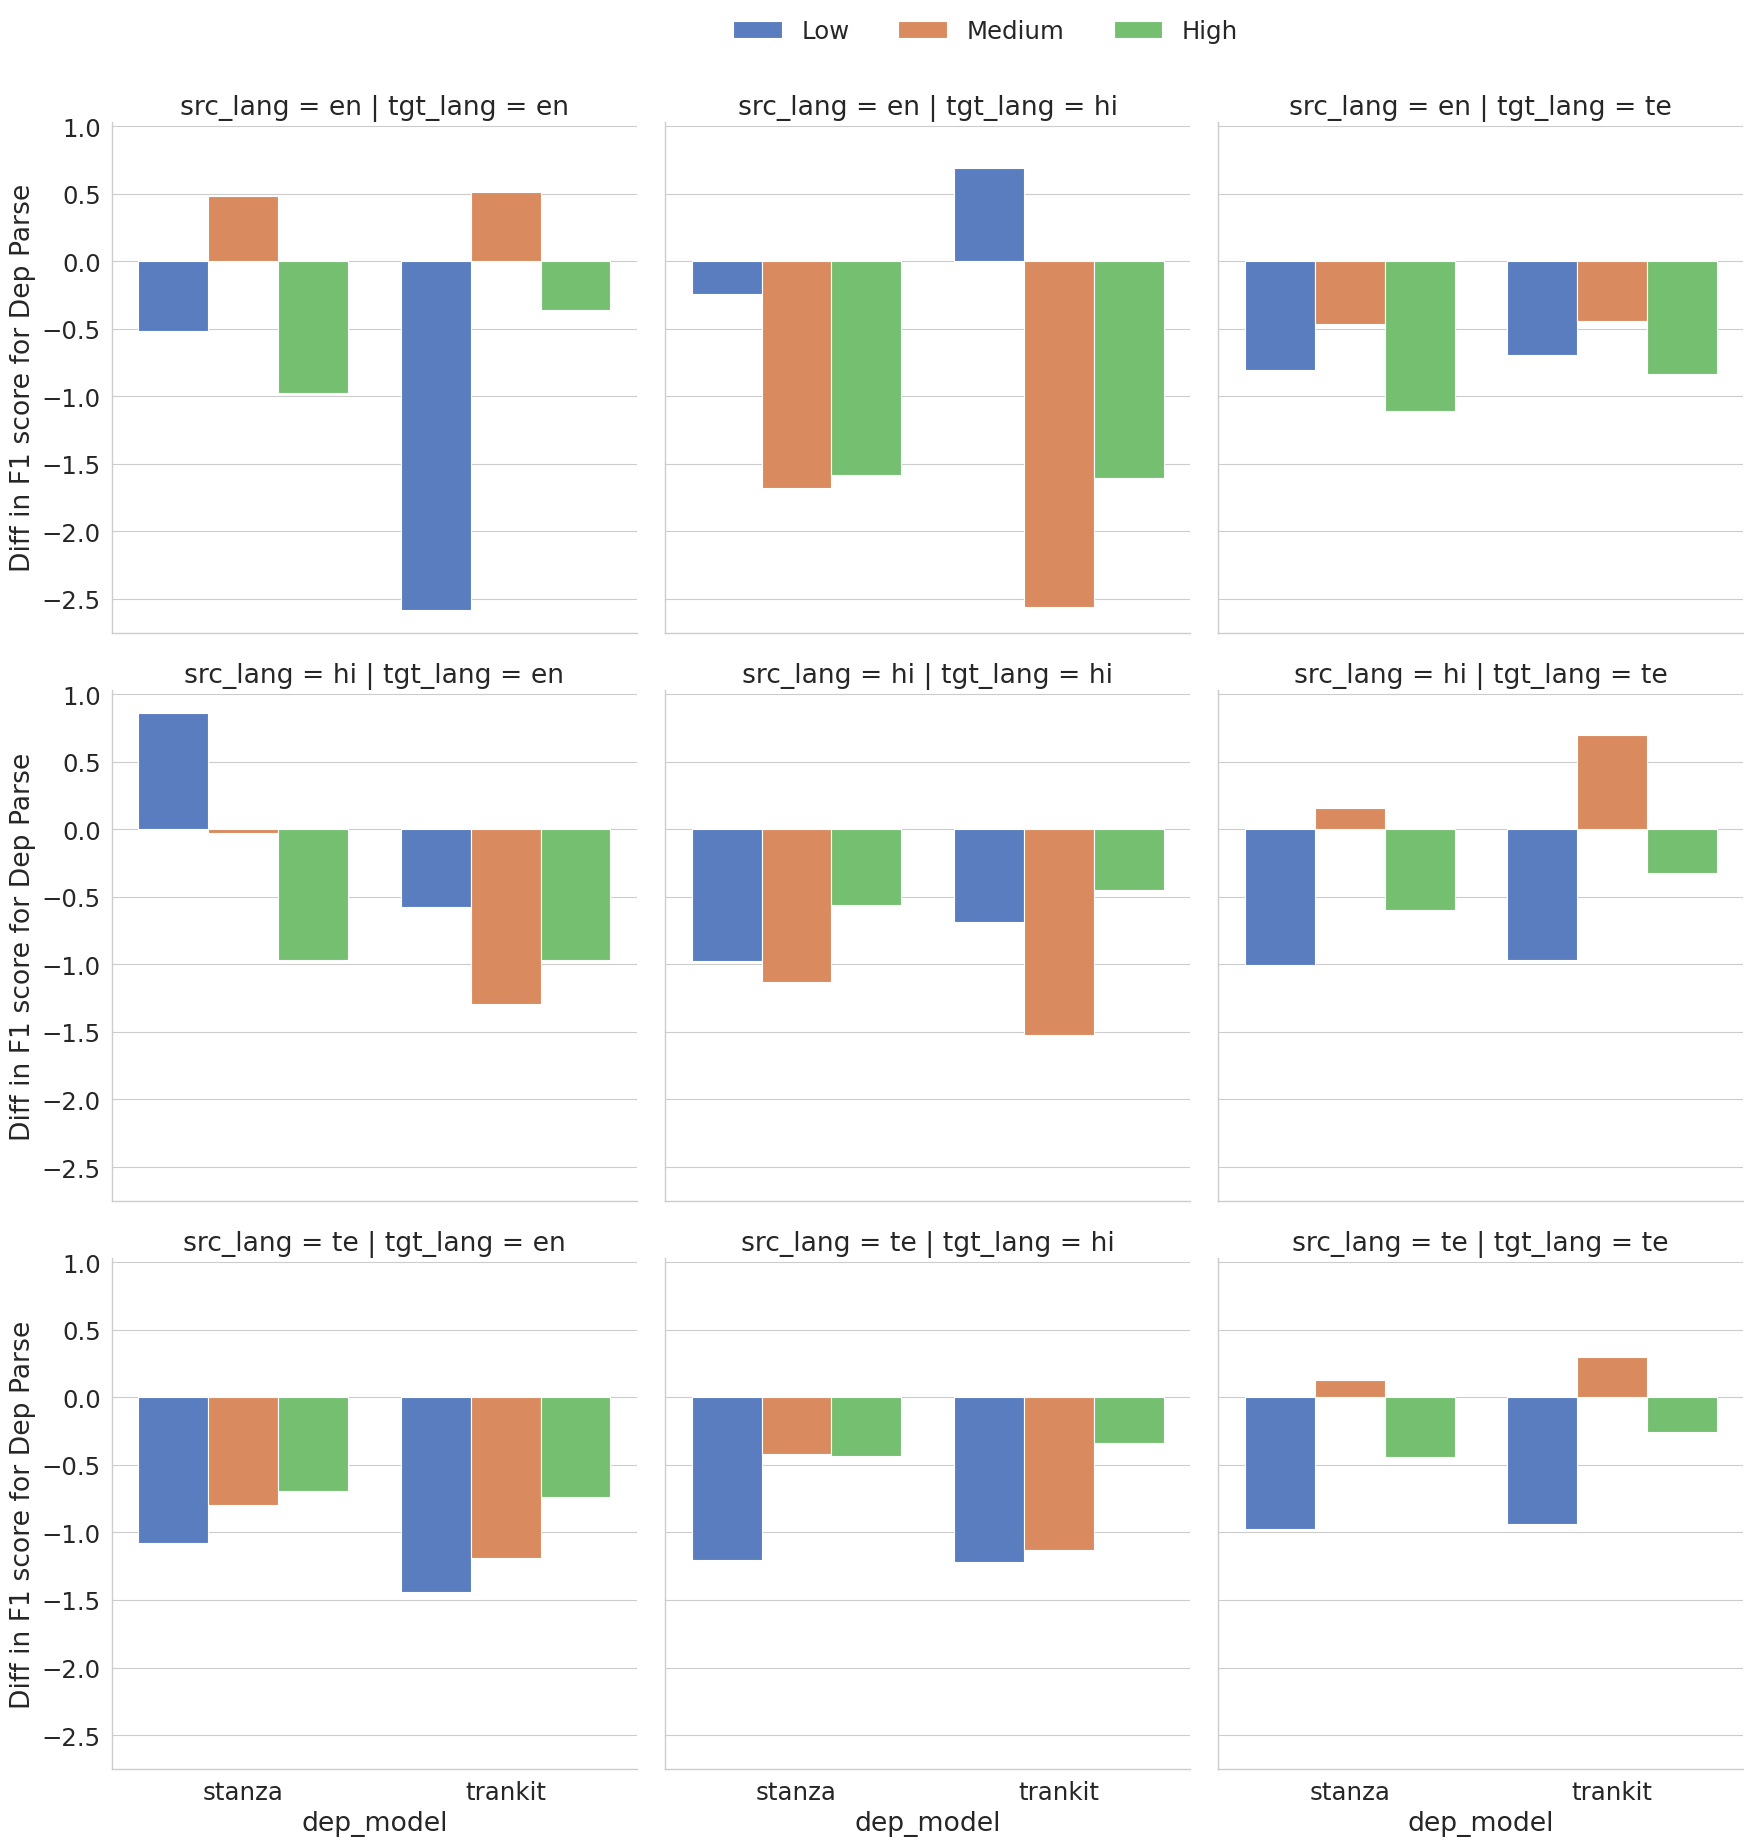 Low Medium High
src_lang = en | tgt_lang = en
src_lang = en | tgt_lang = hi
src_lang = en | tgt_lang = te
Diff in F1 score for Dep Parse
1.0
0.5
0.0
−0.5
−1.0
−1.5
−2.0
−2.5
src_lang = hi | tgt_lang = en
src_lang = hi | tgt_lang = hi
src_lang = hi | tgt_lang = te
Diff in F1 score for Dep Parse
1.0
0.5
0.0
−0.5
−1.0
−1.5
−2.0
−2.5
src_lang = te | tgt_lang = en
src_lang = te | tgt_lang = hi
src_lang = te | tgt_lang = te
Diff in F1 score for Dep Parse
1.0
0.5
0.0
−0.5
−1.0
−1.5
−2.0
−2.5
stanza trankit
dep_model
stanza trankit
dep_model
stanza trankit
dep_model